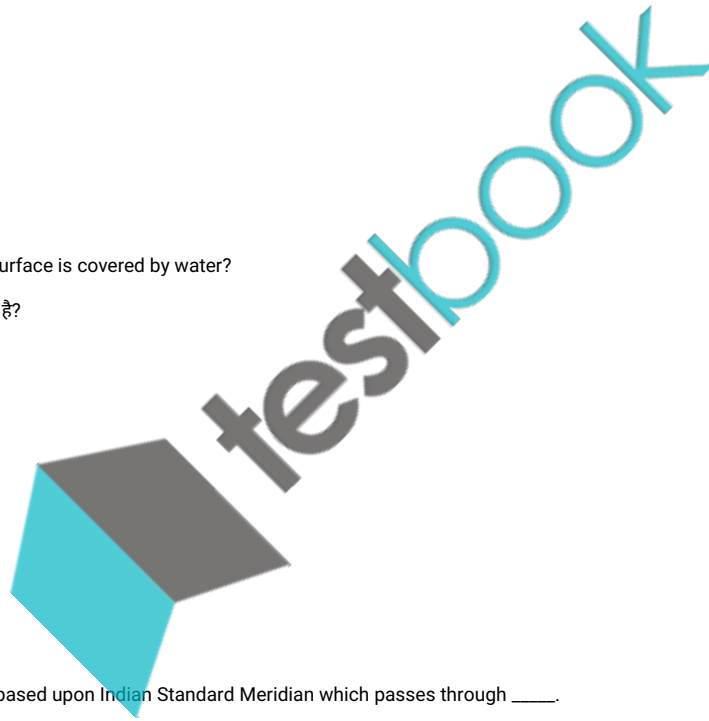 urface is covered by water?
है?
testbook
based upon Indian Standard Meridian which passes through _____.